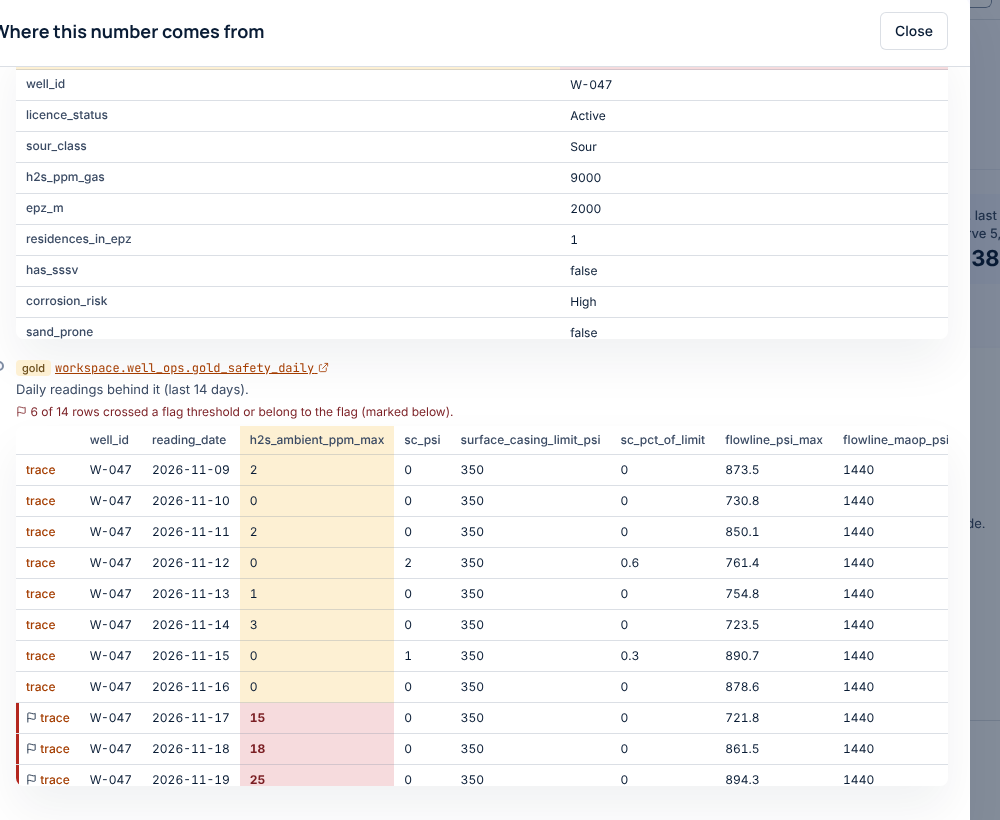 Where this number comes from
Close
well_id W-047
licence_status Active
sour_class Sour
h2s_ppm_gas 9000
epz_m 2000
residences_in_epz 1
has_sssv false
corrosion_risk High
sand_prone false
gold workspace.well_ops.gold_safety_daily
Daily readings behind it (last 14 days).
6 of 14 rows crossed a flag threshold or belong to the flag (marked below).
well_id reading_date h2s_ambient_ppm_max sc_psi surface_casing_limit_psi sc_pct_of_limit flowline_psi_max flowline_maop_psi
trace W-047 2026-11-09 2 0 350 0 873.5 1440
trace W-047 2026-11-10 0 0 350 0 730.8 1440
trace W-047 2026-11-11 2 0 350 0 850.1 1440
trace W-047 2026-11-12 0 2 350 0.6 761.4 1440
trace W-047 2026-11-13 1 0 350 0 754.8 1440
trace W-047 2026-11-14 3 0 350 0 723.5 1440
trace W-047 2026-11-15 0 1 350 0.3 890.7 1440
trace W-047 2026-11-16 0 0 350 0 878.6 1440
trace W-047 2026-11-17 15 0 350 0 721.8 1440
trace W-047 2026-11-18 18 0 350 0 861.5 1440
trace W-047 2026-11-19 25 0 350 0 894.3 1440
last
rve 5,
38
de.